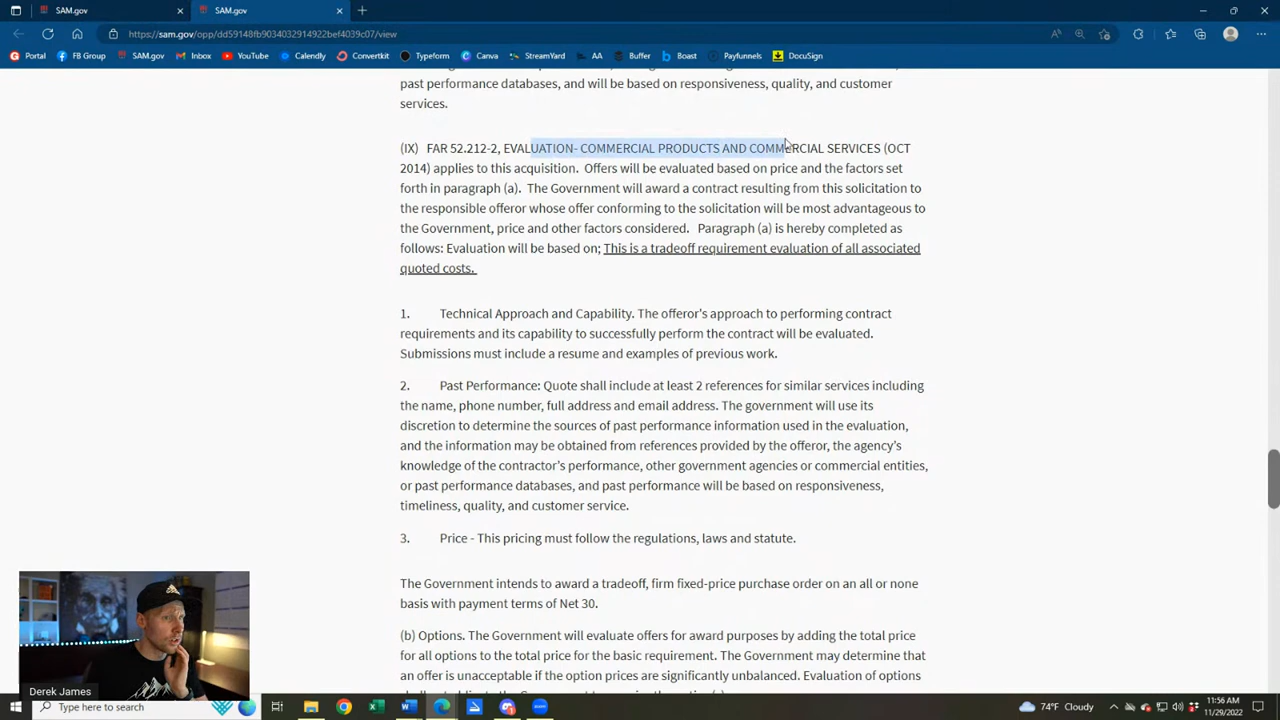 SAM.gov
SAM.gov
https://sam.gov/opp/dd59148fb9034032914922bef4039c07/view
Portal
FB Group
SAM.gov
Inbox
YouTube
Calendly
Convertkit
Typeform
Canva
StreamYard
AA
Buffer
Boast
Payfunnels
DocuSign
past performance databases, and will be based on responsiveness, quality, and customer
services.
(IX) FAR 52.212-2, EVALUATION- COMMERCIAL PRODUCTS AND COMMERCIAL SERVICES (OCT
2014) applies to this acquisition. Offers will be evaluated based on price and the factors set
forth in paragraph (a). The Government will award a contract resulting from this solicitation to
the responsible offeror whose offer conforming to the solicitation will be most advantageous to
the Government, price and other factors considered. Paragraph (a) is hereby completed as
follows: Evaluation will be based on; This is a tradeoff requirement evaluation of all associated
quoted costs.
1. Technical Approach and Capability. The offeror's approach to performing contract
requirements and its capability to successfully perform the contract will be evaluated.
Submissions must include a resume and examples of previous work.
2. Past Performance: Quote shall include at least 2 references for similar services including
the name, phone number, full address and email address. The government will use its
discretion to determine the sources of past performance information used in the evaluation,
and the information may be obtained from references provided by the offeror, the agency's
knowledge of the contractor's performance, other government agencies or commercial entities,
or past performance databases, and past performance will be based on responsiveness,
timeliness, quality, and customer service.
3. Price - This pricing must follow the regulations, laws and statute.
The Government intends to award a tradeoff, firm fixed-price purchase order on an all or none
basis with payment terms of Net 30.
(b) Options. The Government will evaluate offers for award purposes by adding the total price
for all options to the total price for the basic requirement. The Government may determine that
an offer is unacceptable if the option prices are significantly unbalanced. Evaluation of options
Derek James
Type here to search
74°F Cloudy
11:56 AM
11/29/2022